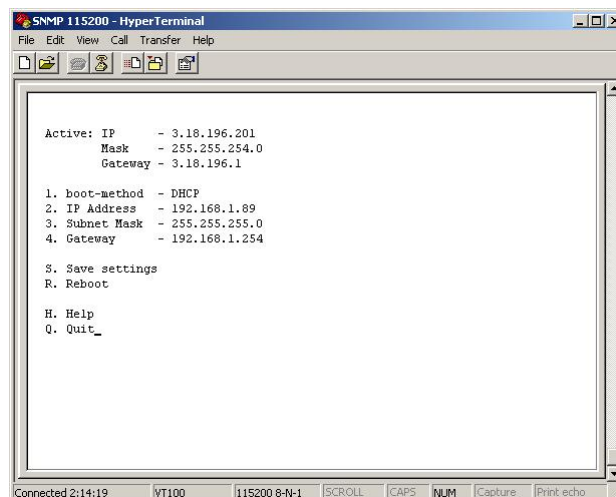 SNMP 115200 - HyperTerminal
File Edit View Call Transfer Help
Active: IP - 3.18.196.201
Mask - 255.255.254.0
Gateway - 3.18.196.1
1. boot-method - DHCP
2. IP Address - 192.168.1.89
3. Subnet Mask - 255.255.255.0
4. Gateway - 192.168.1.254
S. Save settings
R. Reboot
H. Help
Q. Quit_
Connected 2:14:19 VT100 115200 8-N-1 SCROLL CAPS NUM Capture Print echo